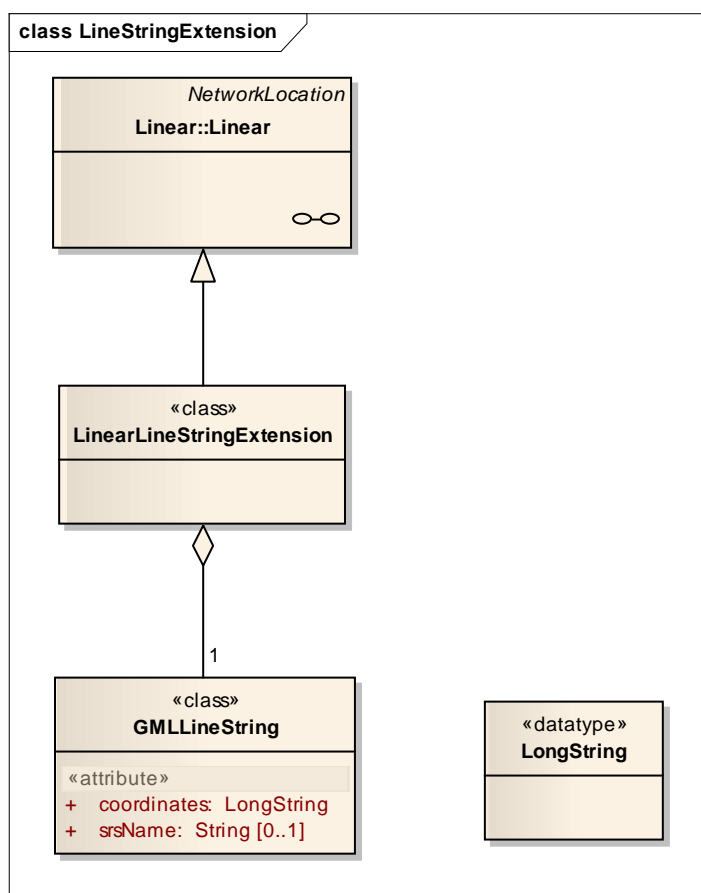 class LineStringExtension
NetworkLocation
Linear::Linear
«class»
LinearLineStringExtension
1
«class»
GMLLineString
«attribute»
+ coordinates: LongString
+ srsName: String [0..1]
«datatype»
LongString